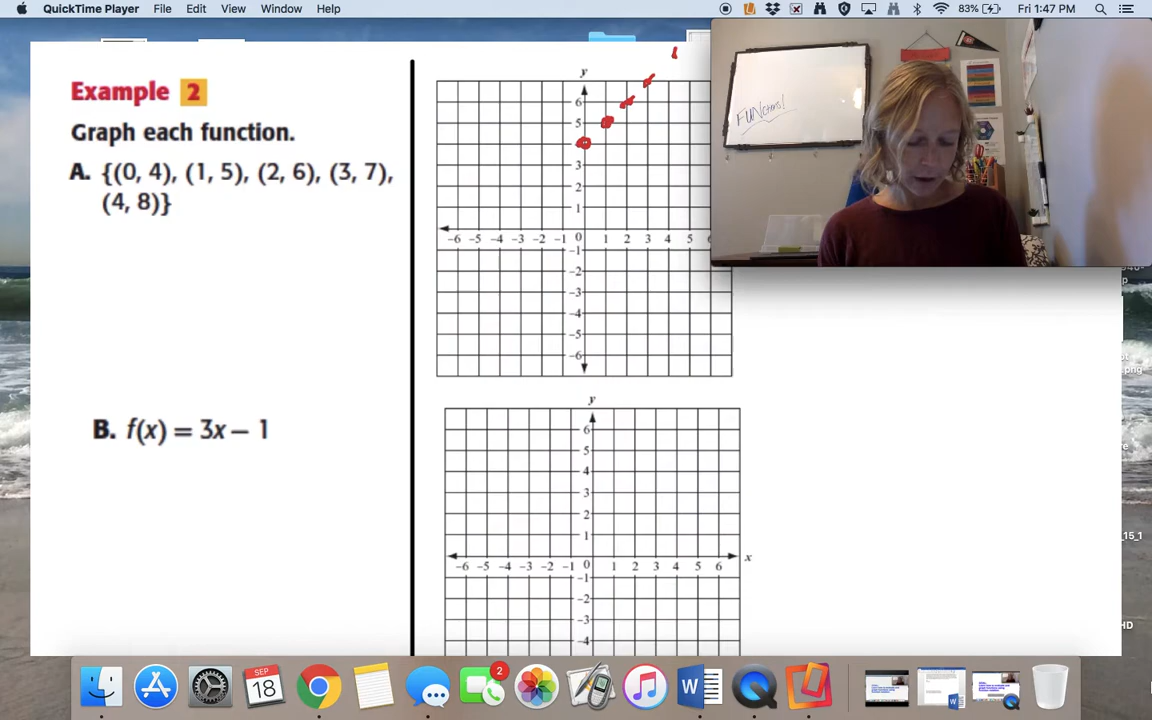 QuickTime Player File Edit View Window Help 83% Fri 1:47 PM
Example 2
Graph each function.
A. {(0, 4), (1, 5), (2, 6), (3, 7),
(4, 8)}
y
6
5
3
2
1
-6 -5 -4 -3 -2 -1 0 1 2 3 4 5
-1
-2
-3
-4
-5
-6
FUNctions!
B. f(x) = 3x – 1
y
6
5
4
3
2
1
x
-6 -5 -4 -3 -2 -1 0 1 2 3 4 5 6
-1
-2
-3
-4
.png
_15_1
HD
SEP
18
2